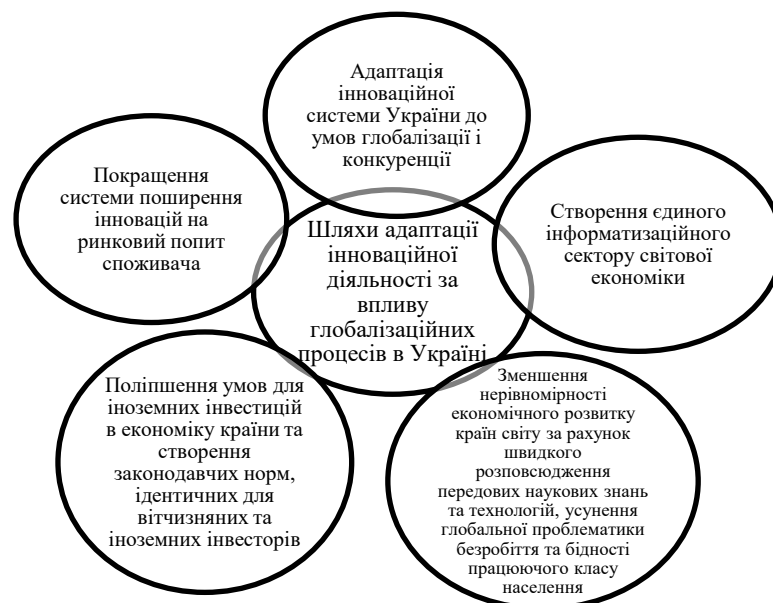 Адаптація
інноваційної
системи України до
умов глобалізації і
конкуренції
Покращення
системи поширення
інновацій на
ринковий попит
споживача
Створення єдиного
інформатизаційного
сектору світової
економіки
Шляхи адаптації
інноваційної
діяльності за
впливу
глобалізаційних
процесів в Україні
Поліпшення умов для
іноземних інвестицій
в економіку країни та
створення
законодавчих норм,
ідентичних для
вітчизняних та
іноземних інвесторів
Зменшення
нерівномірності
економічного розвитку
країн світу за рахунок
швидкого
розповсюдження
передових наукових знань
та технологій, усунення
глобальної проблематики
безробіття та бідності
працюючого класу
населення